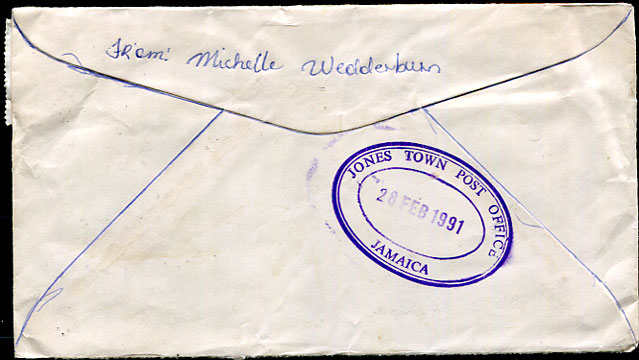 From: Michelle Wedderburn
JONES TOWN POST OFFICE
28 FEB 1991
JAMAICA